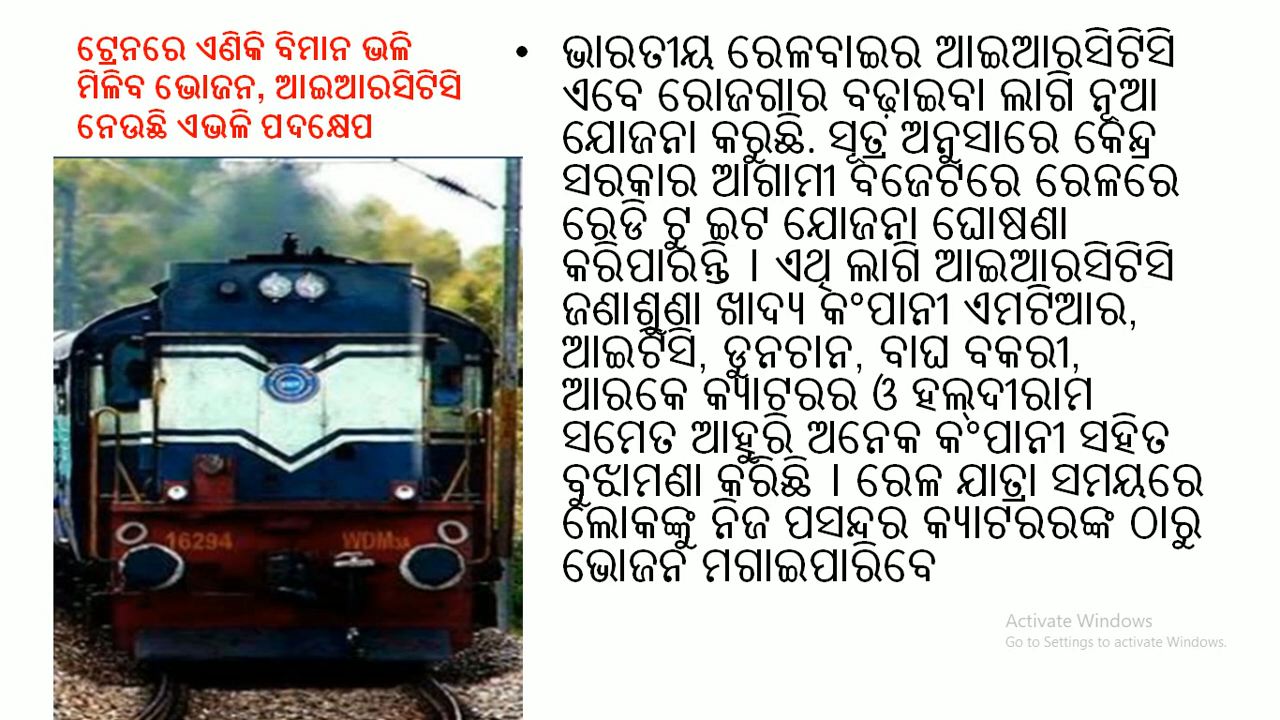 ଟ୍ରେନରେ ଏଣିକି ବିମାନ ଭଳି
ମିଳିବ ଭୋଜନ, ଆଇଆରସିଟିସି
ନେଉଛି ଏଭଳି ପଦକ୍ଷେପ
• ଭାରତୀୟ ରେଳବାଇର ଆଇଆରସିଟିସି
ଏବେ ରୋଜଗାର ବଢ଼ାଇବା ଲାଗି ନୂଆ
ଯୋଜନା କରୁଛି. ସୂତ୍ର ଅନୁସାରେ କେନ୍ଦ୍ର
ସରକାର ଆଗାମୀ ବଜେଟରେ ରେଳରେ
ରେଡି ଟୁ ଇଟ ଯୋଜନା ଘୋଷଣା
କରିପାରନ୍ତି । ଏଥି ଲାଗି ଆଇଆରସିଟିସି
ଜଣାଶୁଣା ଖାଦ୍ୟ କଂପାନୀ ଏମଟିଆର,
ଆଇଟିସି, ଡୁନଚାନ, ବାଘ ବକରୀ,
ଆରକେ କ୍ୟାଟରର ଓ ହଲ୍‌ଦୀରାମ
ସମେତ ଆହୁରି ଅନେକ କଂପାନୀ ସହିତ
ବୁଝାମଣା କରିଛି । ରେଳ ଯାତ୍ରା ସମୟରେ
ଲୋକଙ୍କୁ ନିଜ ପସନ୍ଦର କ୍ୟାଟରରଙ୍କ ଠାରୁ
ଭୋଜନ ମଗାଇପାରିବେ
16294 WDM3A
Activate Windows
Go to Settings to activate Windows.